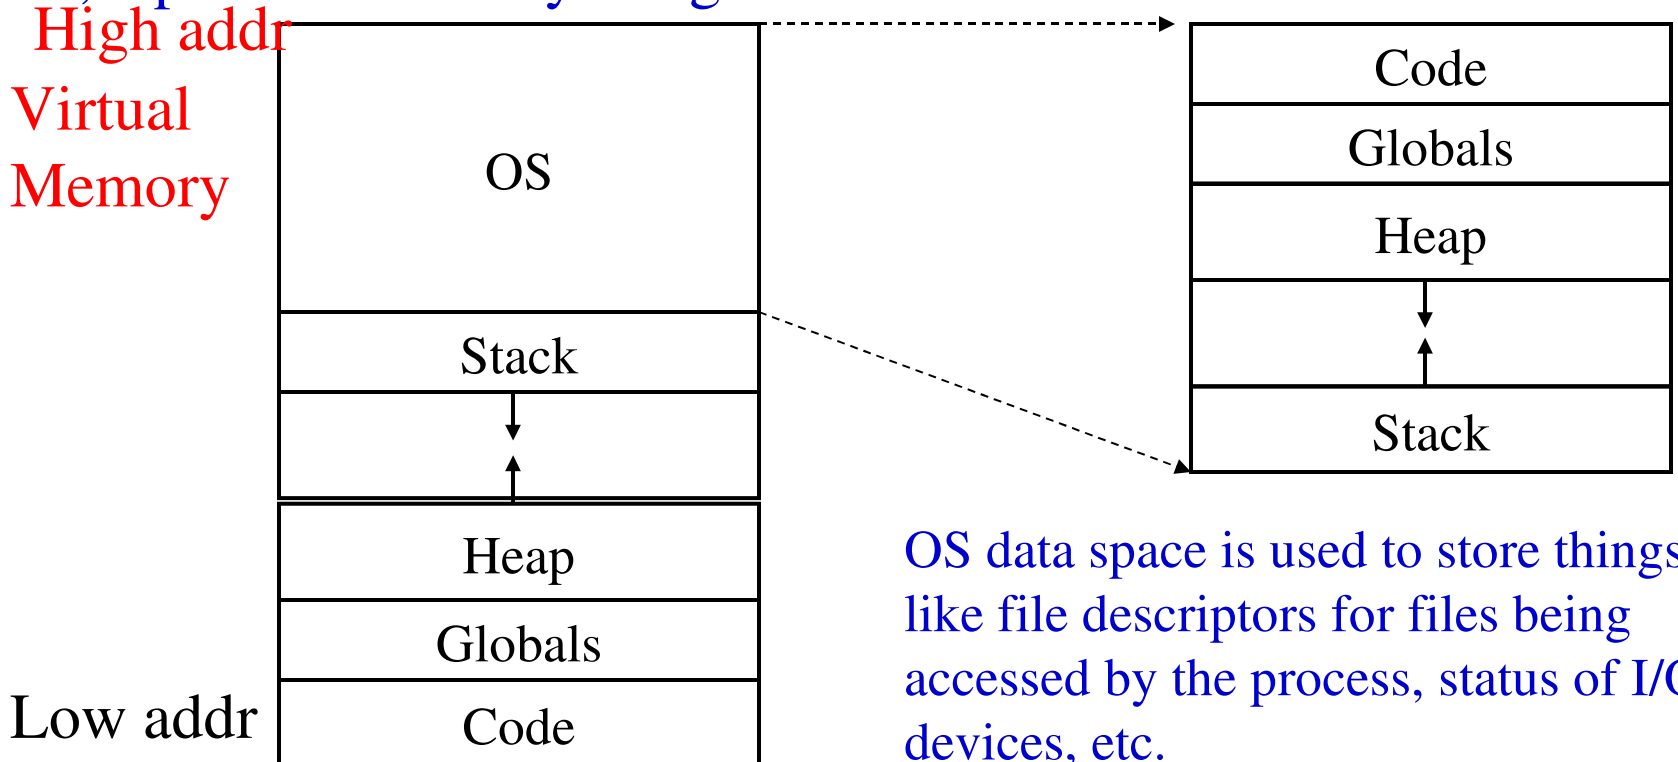 High addr
Virtual
Memory
OS
Stack
Heap
Globals
Low addr
Code
Code
Globals
Heap
Stack
OS data space is used to store things
like file descriptors for files being
accessed by the process, status of I/O
devices, etc.